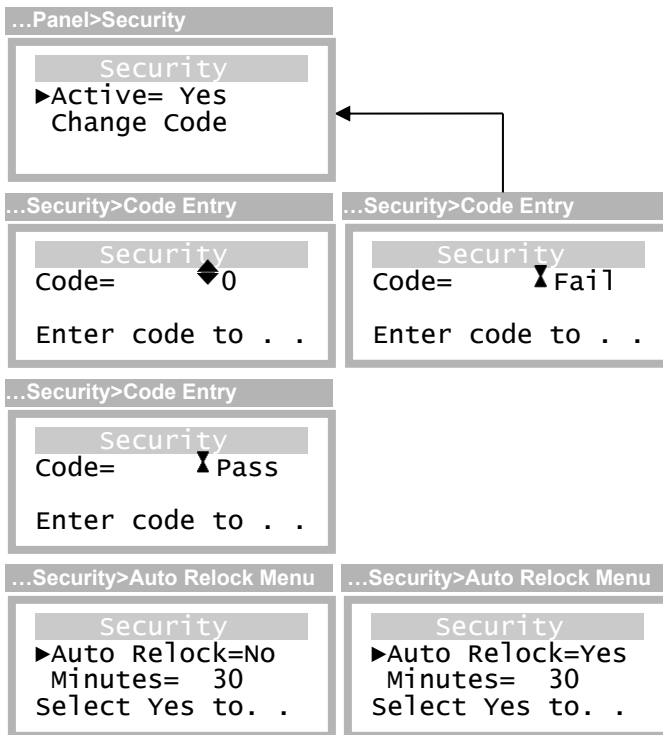 …Panel>Security
Security
►Active= Yes
Change Code
…Security>Code Entry
Security
Code= 0
Enter code to . .
…Security>Code Entry
Security
Code= Fail
Enter code to . .
…Security>Code Entry
Security
Code= Pass
Enter code to . .
…Security>Auto Relock Menu
Security
►Auto Relock=No
Minutes= 30
Select Yes to. .
…Security>Auto Relock Menu
Security
►Auto Relock=Yes
Minutes= 30
Select Yes to. .